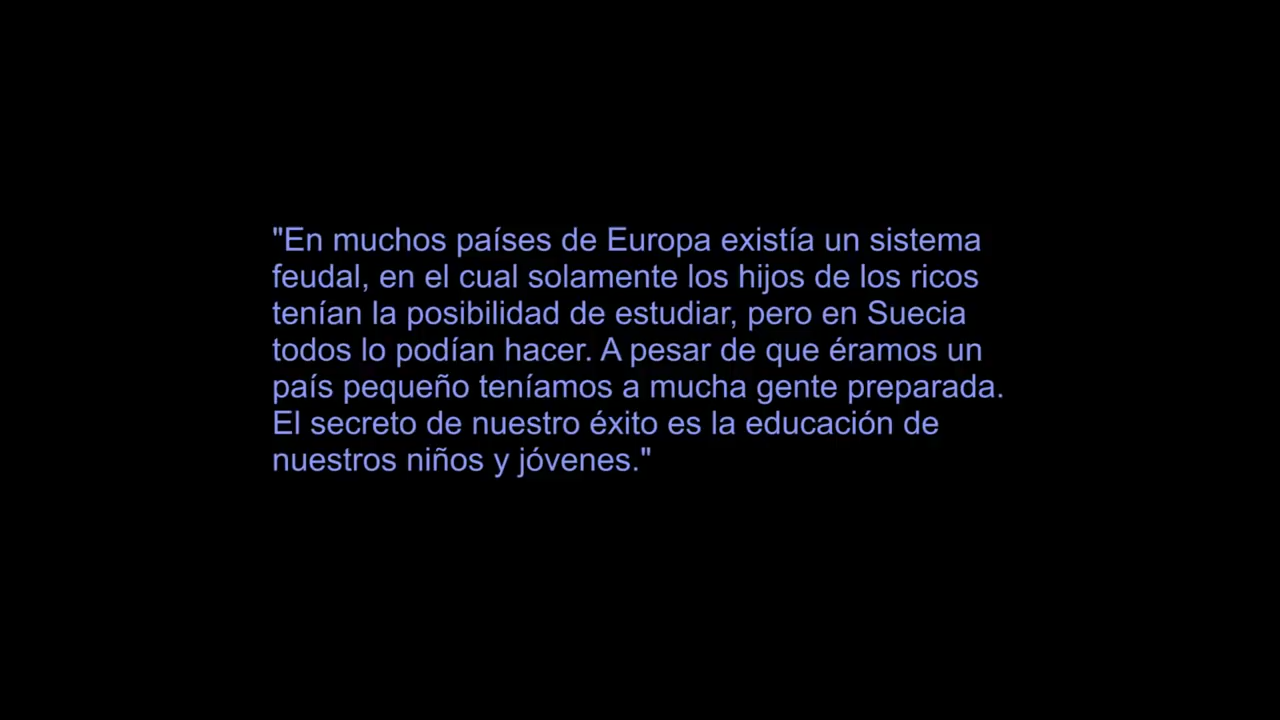 "En muchos países de Europa existía un sistema
feudal, en el cual solamente los hijos de los ricos
tenían la posibilidad de estudiar, pero en Suecia
todos lo podían hacer. A pesar de que éramos un
país pequeño teníamos a mucha gente preparada.
El secreto de nuestro éxito es la educación de
nuestros niños y jóvenes."